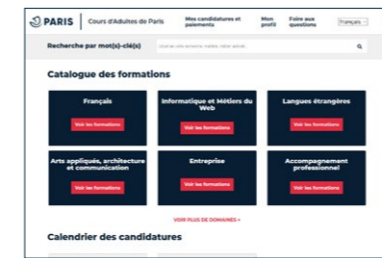 PARIS
Cours d'Adultes de Paris
Mes candidatures et paiements
Mon profil
Foire aux questions
Français
Recherche par mot(s)-clé(s)
Catalogue des formations
Français
Voir les formations
Informatique et Métiers du Web
Voir les formations
Langues étrangères
Voir les formations
Arts appliqués, architecture et communication
Voir les formations
Entreprise
Voir les formations
Accompagnement professionnel
Voir les formations
VOIR PLUS DE DOMAINES +
Calendrier des candidatures